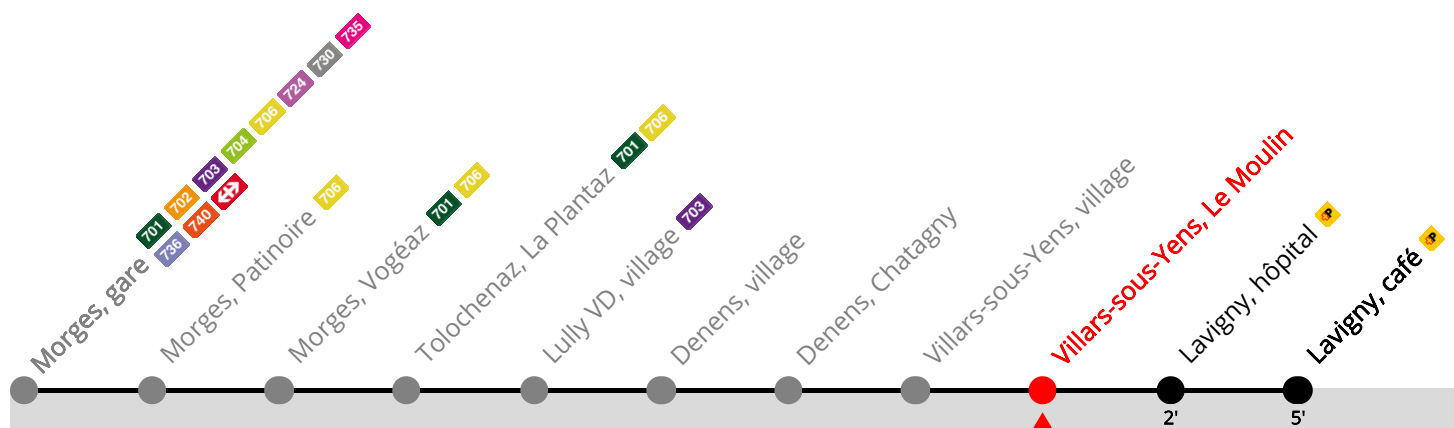 Morges, gare
701 702 703 704 706 724 730 735
736 740
Morges, Patinoire 706
Morges, Vogéaz 701 706
Tolochenaz, La Plantaz 701 706
Lully VD, village 703
Denens, village
Denens, Chatagny
Villars-sous-Yens, village
Villars-sous-Yens, Le Moulin
Lavigny, hôpital P
Lavigny, café P
2' 5'